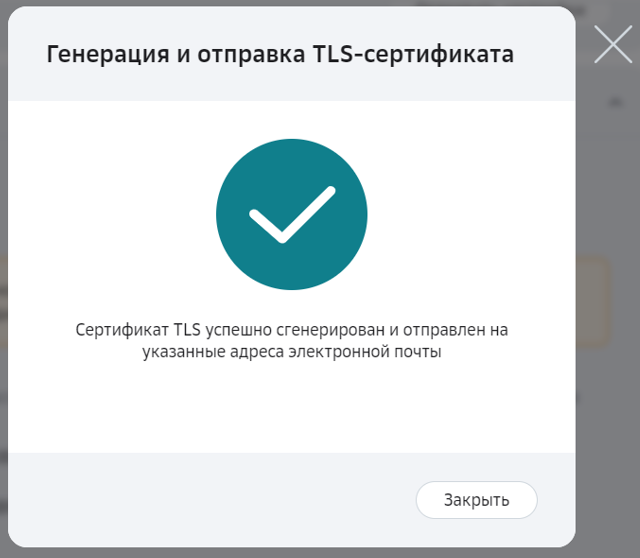 Генерация и отправка TLS-сертификата
Сертификат TLS успешно сгенерирован и отправлен на
указанные адреса электронной почты
Закрыть